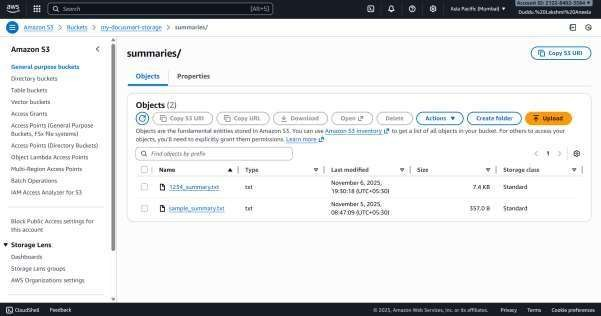 aws
Search
[Alt+S]
Asia Pacific (Mumbai)
Amazon S3
Buckets
my-docusmart-storage
summaries/
Amazon S3
General purpose buckets
Directory buckets
Table buckets
Vector buckets
Access Grants
Access Points (General Purpose
Buckets, FSx file systems)
Access Points (Directory Buckets)
Object Lambda Access Points
Multi-Region Access Points
Batch Operations
IAM Access Analyzer for S3
Block Public Access settings for
this account
Storage Lens
Dashboards
Storage Lens groups
AWS Organizations settings
summaries/
Copy S3 URI
Objects
Properties
Objects (2)
Copy S3 URI
Copy URL
Download
Open
Delete
Actions
Create folder
Upload
Objects are the fundamental entities stored in Amazon S3. You can use Amazon S3 inventory to get a list of all objects in your bucket. For others to access your
objects, you'll need to explicitly grant them permissions. Learn more
Find objects by prefix
1
Name
Type
Last modified
Size
Storage class
1234_summary.txt
txt
November 6, 2025,
19:30:18 (UTC+05:30)
7.4 KB
Standard
sample_summary.txt
txt
November 5, 2025,
08:47:09 (UTC+05:30)
357.0 B
Standard
CloudShell
Feedback
© 2025, Amazon Web Services, Inc. or its affiliates.
Privacy
Terms
Cookie preferences